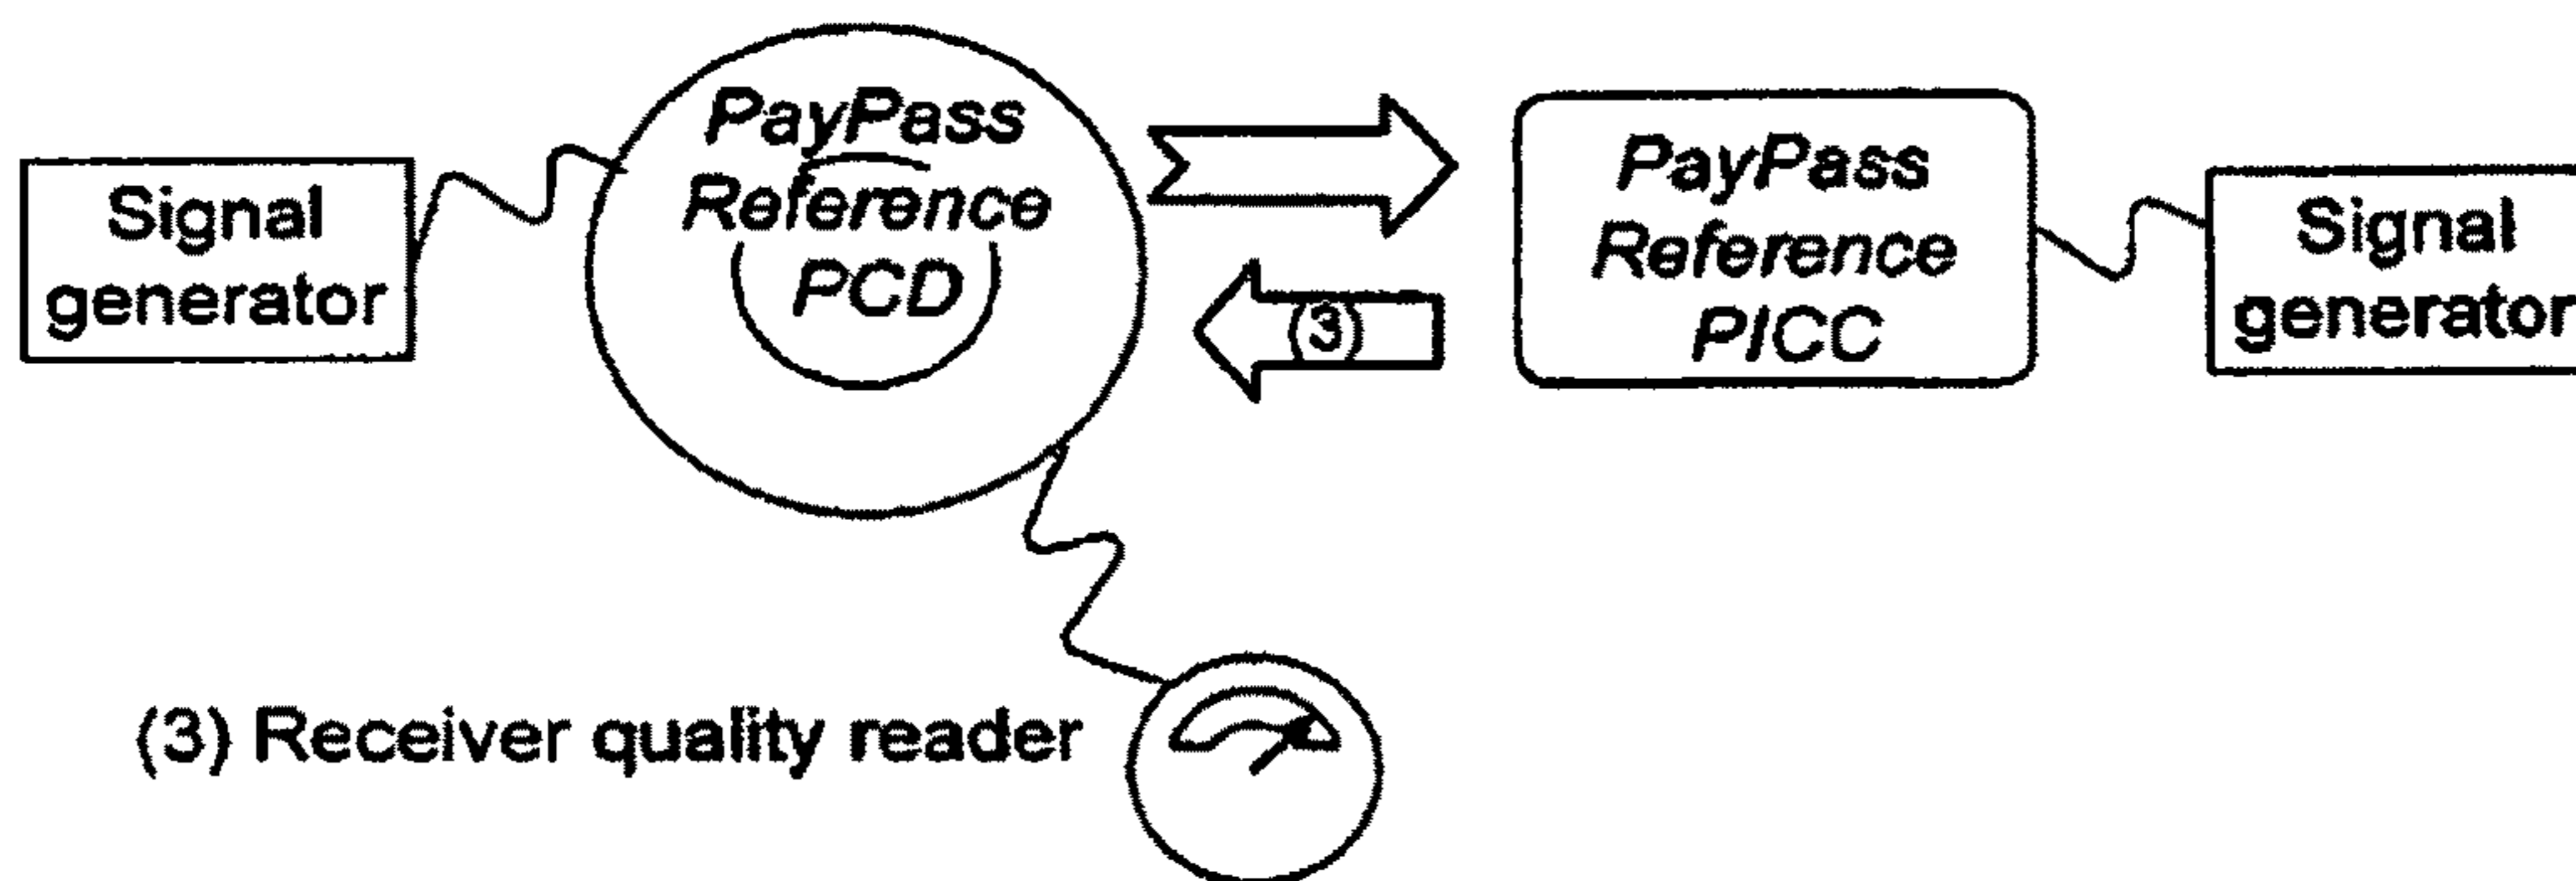 Signal
generator
PayPass
Reference
PCD
(3)
PayPass
Reference
PICC
Signal
generator
(3) Receiver quality reader